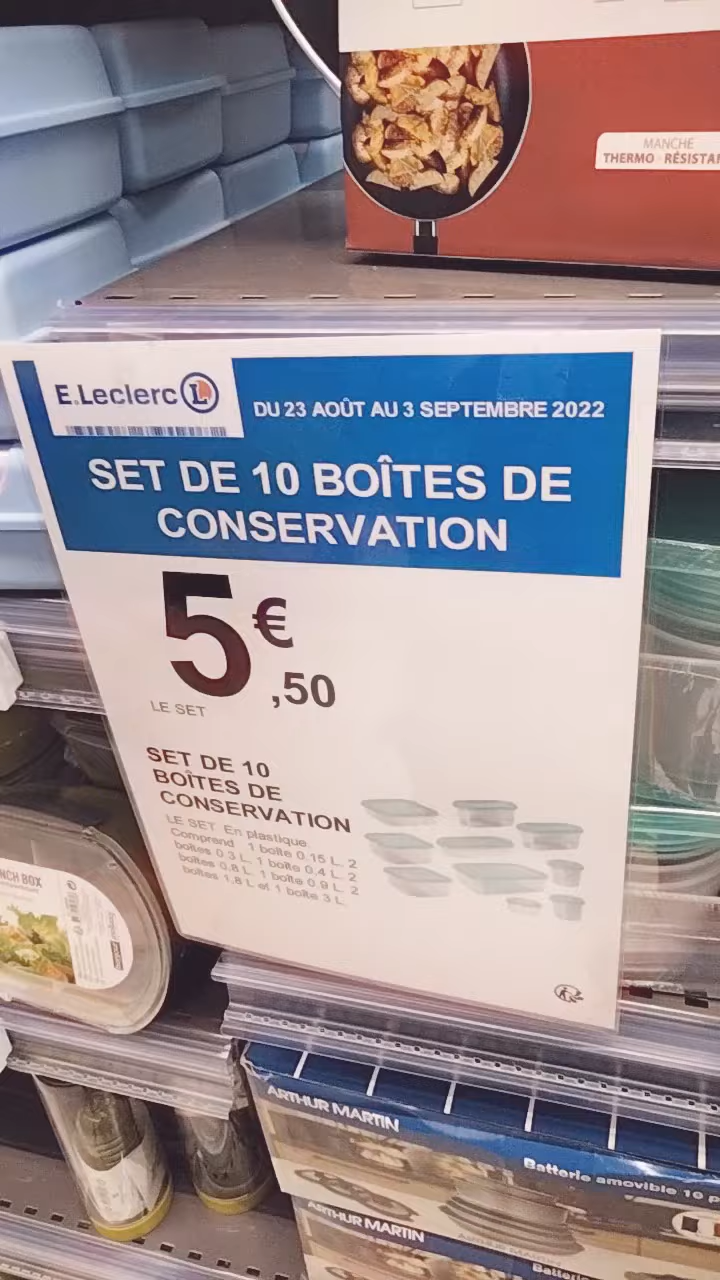 MANCHE
THERMO - RÉSISTA
E.Leclerc L
DU 23 AOÛT AU 3 SEPTEMBRE 2022
SET DE 10 BOÎTES DE
CONSERVATION
5€,50
LE SET
SET DE 10
BOÎTES DE
CONSERVATION
LE SET En plastique
Comprend 1 boîte 0.15 L. 2
boîtes 0.3 L. 1 boîte 0.4 L. 2
boîtes 0.8 L. 1 boîte 0.9 L. 2
boîtes 1,8 L et 1 boîte 3 L
NCH BOX
ARTHUR MARTIN
Batterie amovible 10 p
ARTHUR MARTIN
Batteri